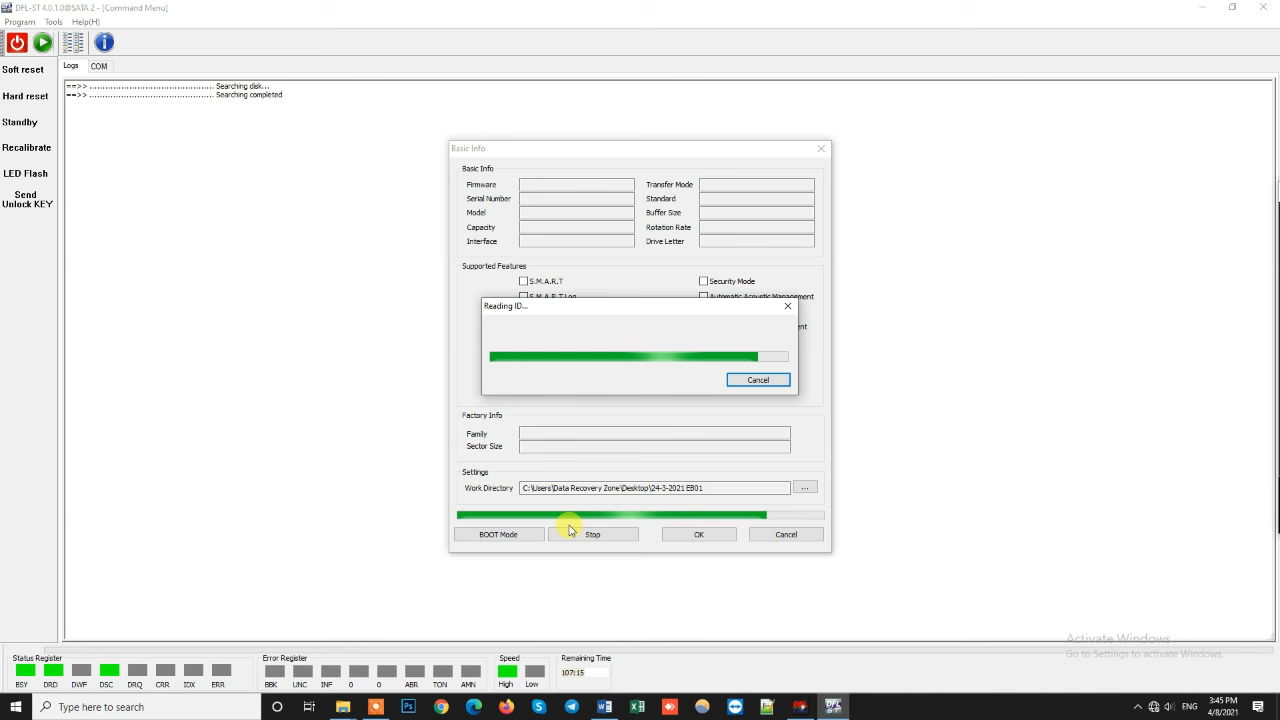 DFL-ST 4.0.1.0@SATA 2 - [Command Menu]
Program Tools Help(H)
Logs COM
Soft reset
Hard reset
Standby
Recalibrate
LED Flash
Send
Unlock KEY
==>> ................................................ Searching disk...
==>> ................................................ Searching completed
Basic Info
Basic Info
Firmware Transfer Mode
Serial Number Standard
Model Buffer Size
Capacity Rotation Rate
Interface Drive Letter
Supported Features
S.M.A.R.T Security Mode
S.M.A.R.T Log Automatic Acoustic Management
Reading ID...
Cancel
Factory Info
Family
Sector Size
Settings
Work Directory C:\Users\Data Recovery Zone\Desktop\24-3-2021 EB01 ...
BOOT Mode Stop OK Cancel
Activate Windows
Go to Settings to activate Windows.
Status Register Error Register Speed Remaining Time
107:15
BSY DRD DWF DSC DRQ CRR IDX ERR BBK UNC INF 0 0 ABR TON AMN High Low
Type here to search
ENG
3:45 PM
4/8/2021